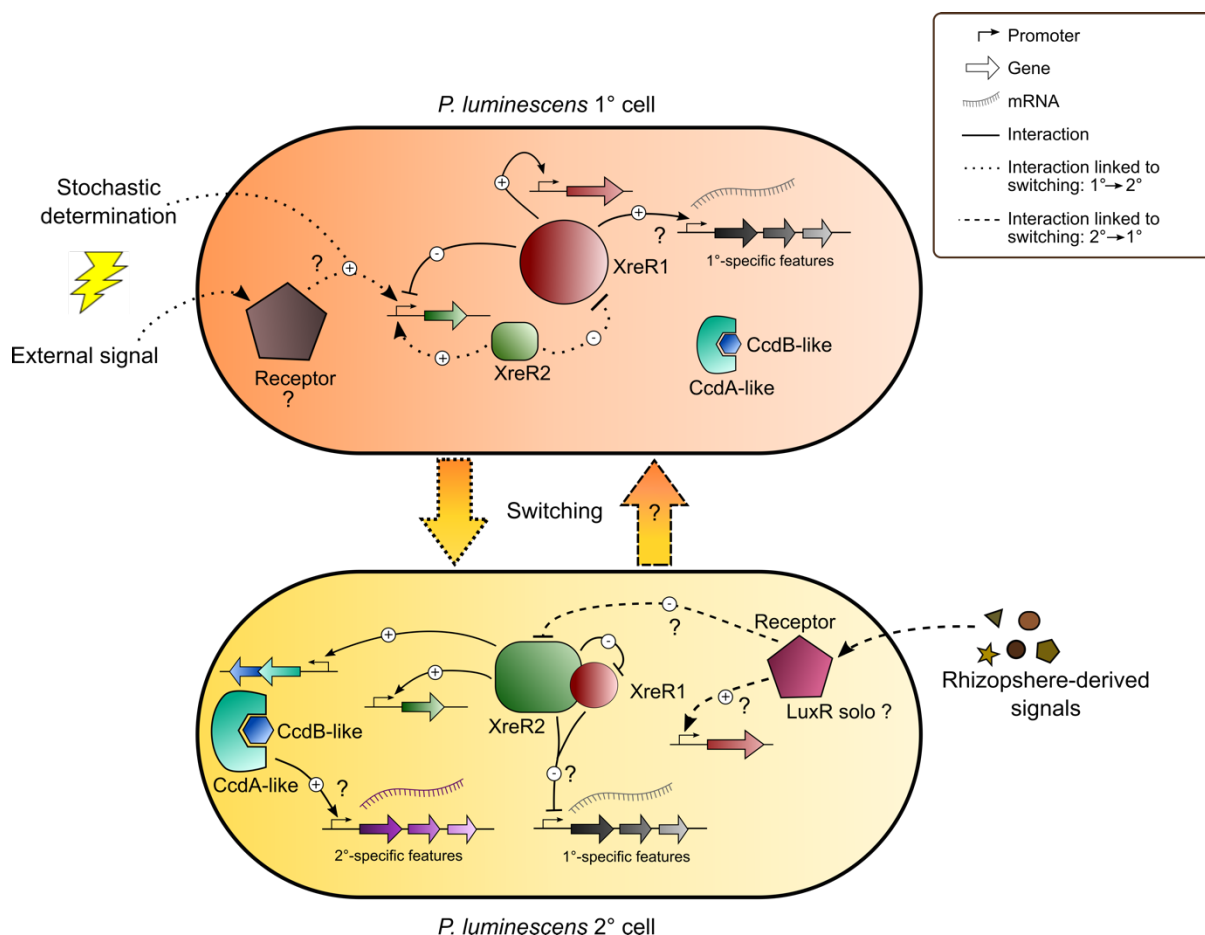 Promoter
Gene
mRNA
Interaction
Interaction linked to
switching: 1°→2°
Interaction linked to
switching: 2°→1°
P. luminescens 1° cell
Stochastic
determination
External signal
?
+
Receptor
?
+
-
+
?
XreR1
1°-specific features
+
XreR2
-
CcdB-like
CcdA-like
Switching
?
+
+
-
XreR2
XreR1
-
?
Receptor
LuxR solo ?
+
?
Rhizopshere-derived
signals
CcdB-like
CcdA-like
+
?
2°-specific features
-
?
1°-specific features
P. luminescens 2° cell